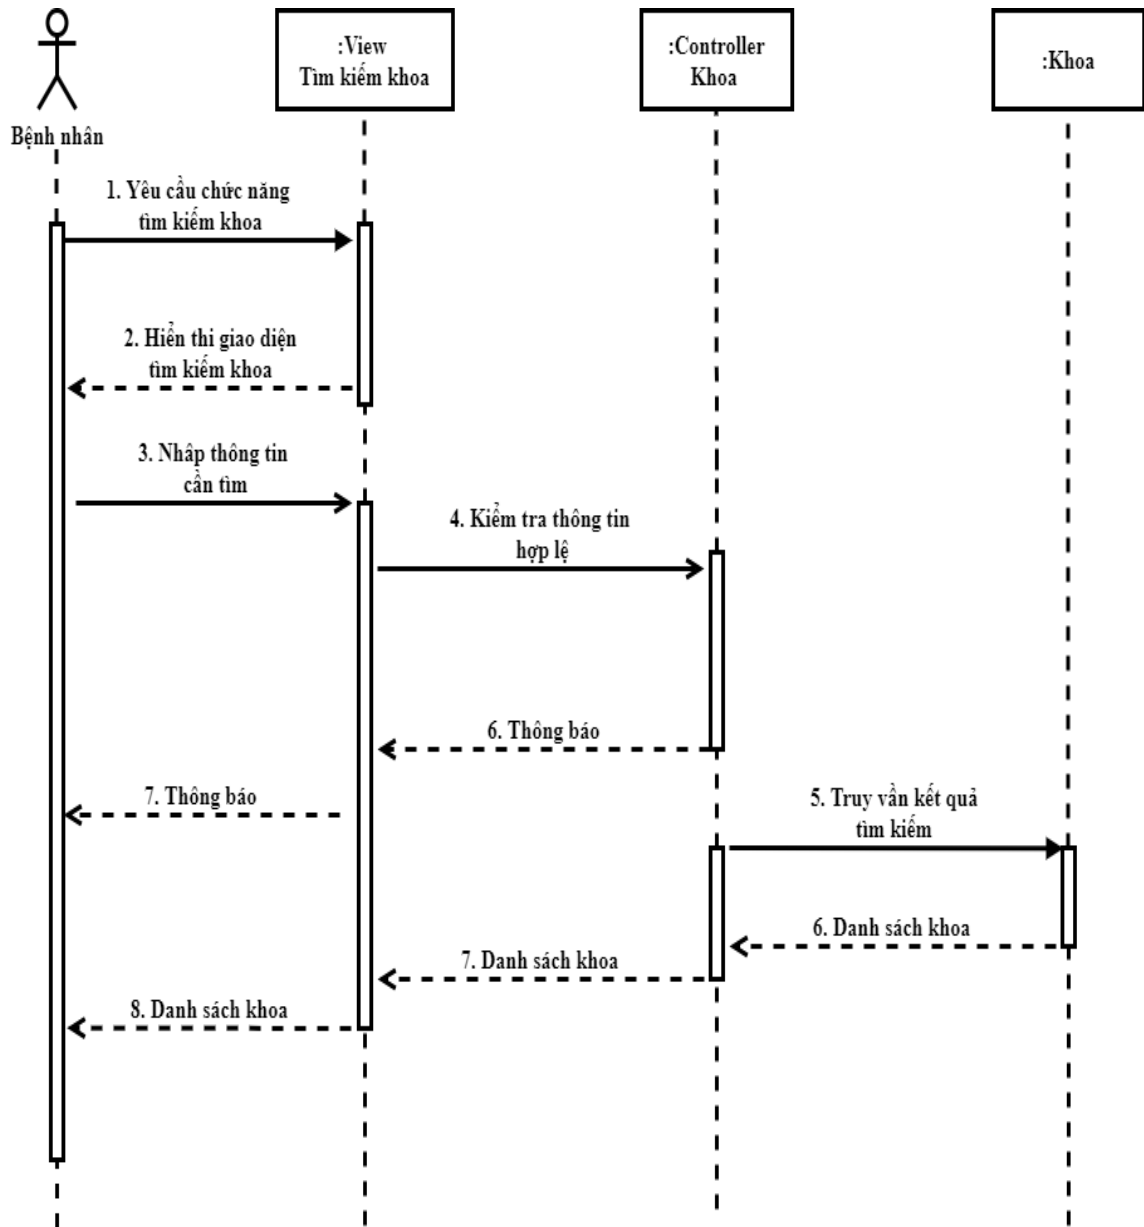 :View
Tìm kiếm khoa
:Controller
Khoa
:Khoa
Bệnh nhân
1. Yêu cầu chức năng
tìm kiếm khoa
2. Hiển thi giao diện
tìm kiếm khoa
3. Nhâp thông tin
cần tìm
4. Kiểm tra thông tin
hợp lệ
6. Thông báo
7. Thông báo
5. Truy vần kết quả
tìm kiếm
6. Danh sách khoa
7. Danh sách khoa
8. Danh sách khoa